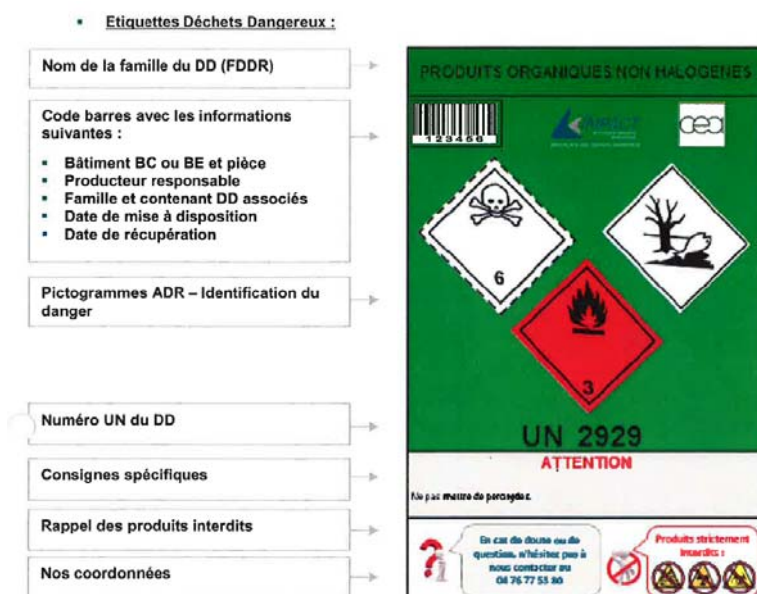 Etiquettes Déchets Dangereux :
Nom de la famille du DD (FDDR)
Code barres avec les informations
suivantes :
Bâtiment BC ou BE et pièce
Producteur responsable
Famille et contenant DD associés
Date de mise à disposition
Date de récupération
Pictogrammes ADR – Identification du
danger
Numéro UN du DD
Consignes spécifiques
Rappel des produits interdits
Nos coordonnées
PRODUITS ORGANIQUES NON HALOGENES
123456
cea
6
3
UN 2929
ATTENTION
Ne pas mettre de
En cas de doute ou de
question, n'hésitez pas à
nous contacter au
04 76 77 55 80
Produits strictement
interdits :